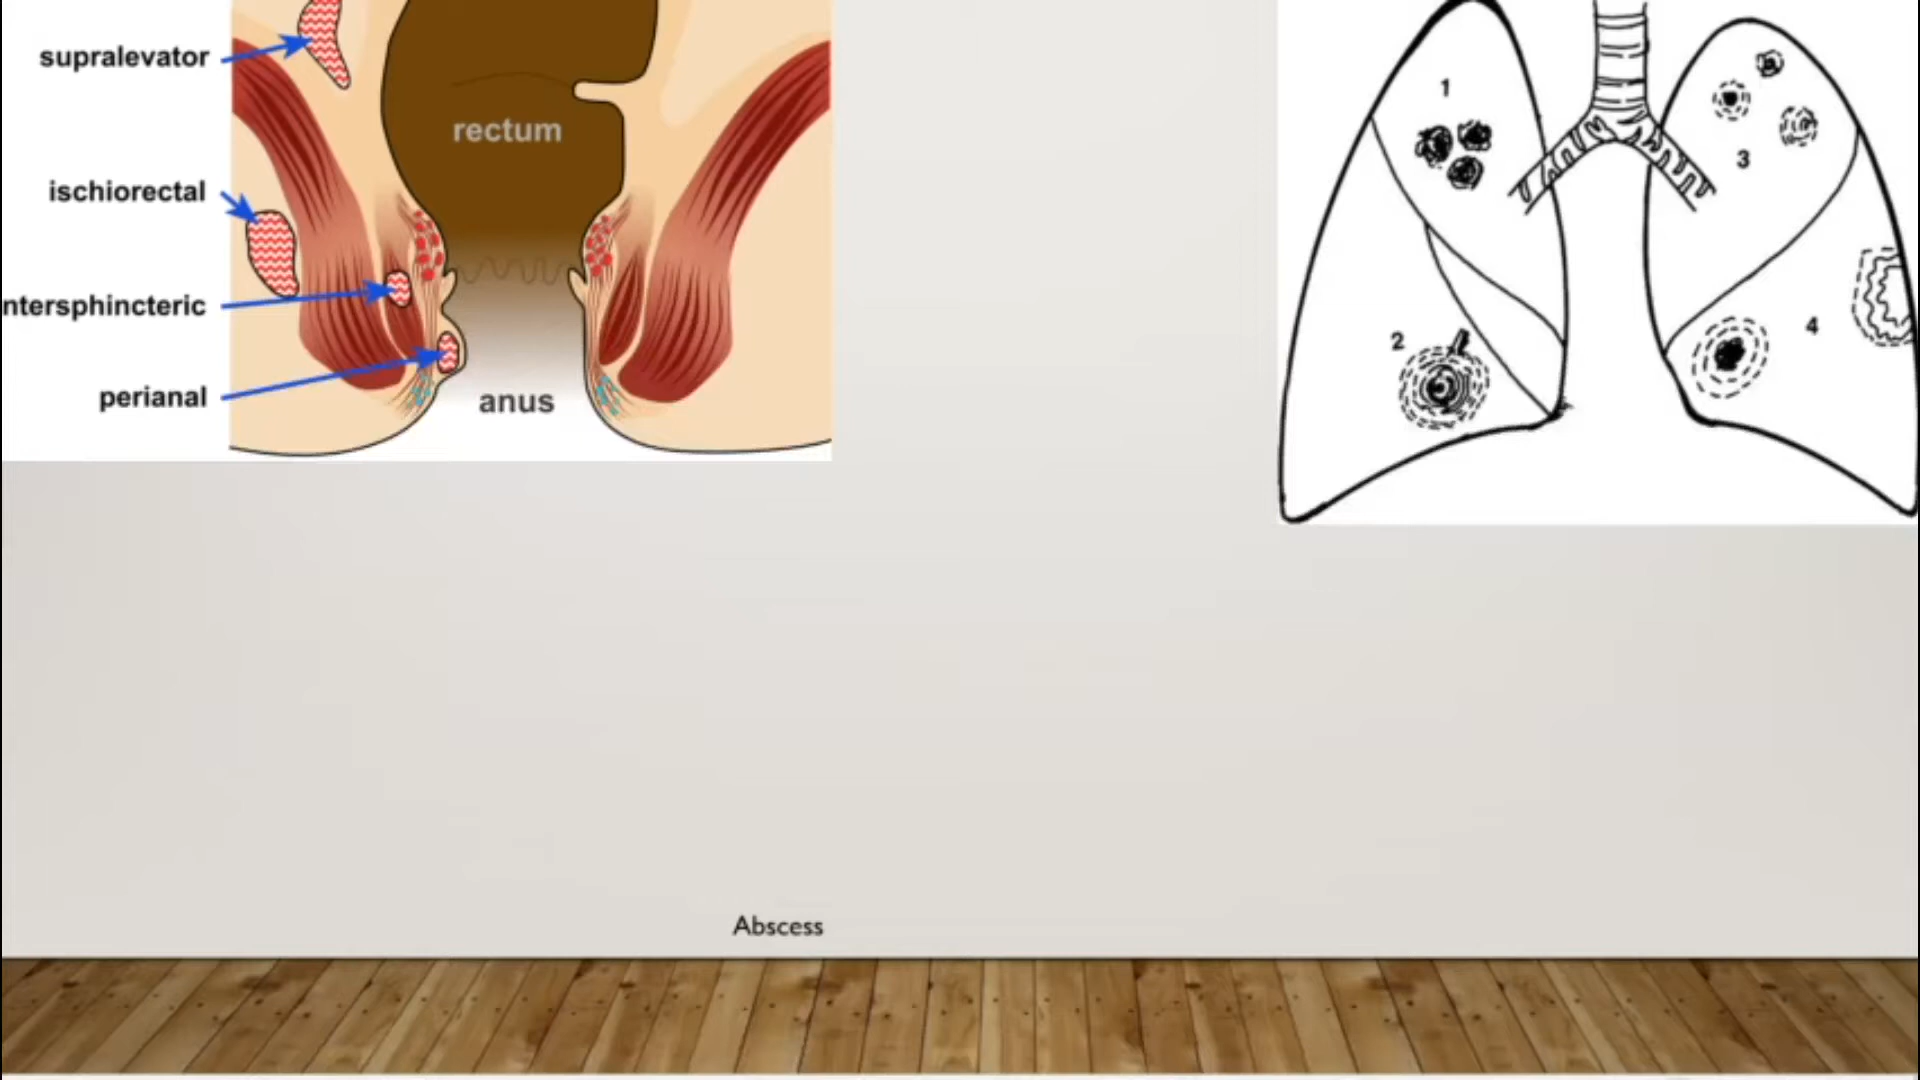 supralevator
ischiorectal
ntersphincteric
perianal
rectum
anus
1
2
3
4
Abscess